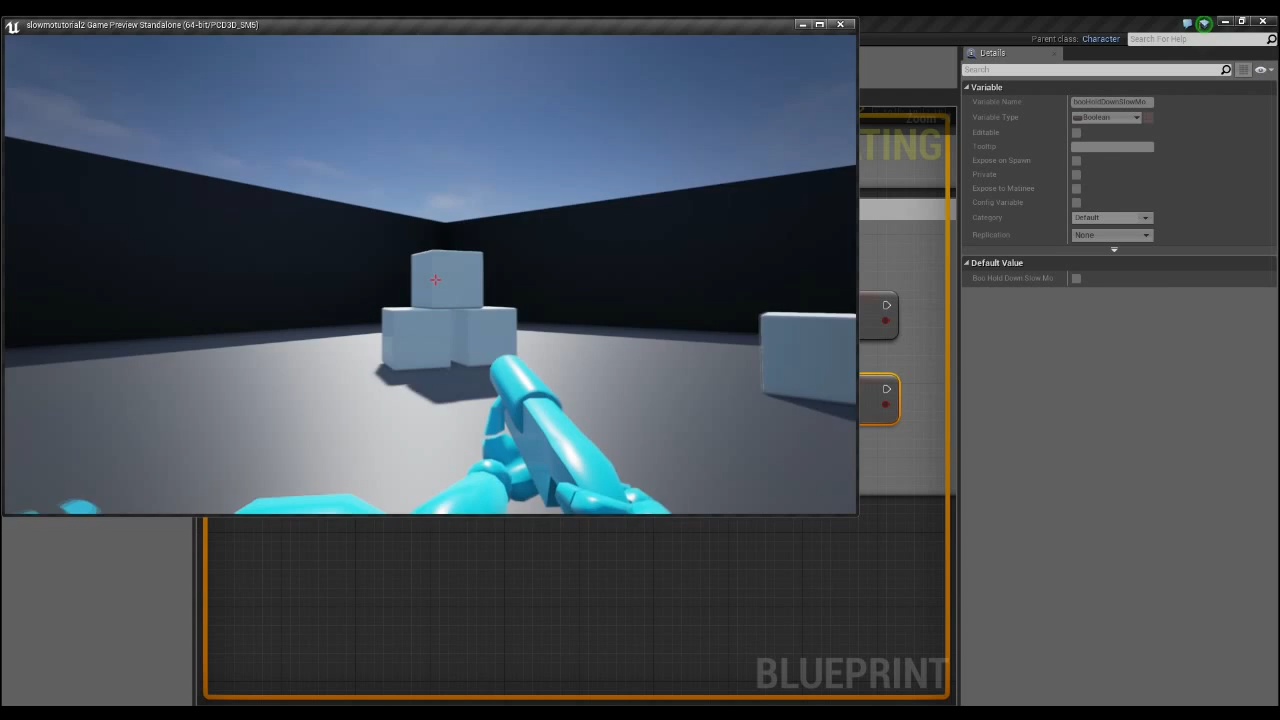 slowmotutorial2 Game Preview Standalone (64-bit/PCD3D_SM5)
Parent class: Character
Search For Help
Details
Search
Variable
Variable Name booHoldDownSlowMo
Variable Type Boolean
Editable
Tooltip
Expose on Spawn
Private
Expose to Matinee
Config Variable
Category Default
Replication None
Default Value
Boo Hold Down Slow Mo
Zoom
TING
BLUEPRINT